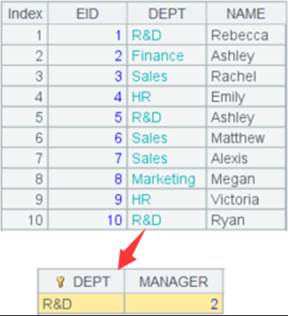 Index EID DEPT NAME
1 1 R&D Rebecca
2 2 Finance Ashley
3 3 Sales Rachel
4 4 HR Emily
5 5 R&D Ashley
6 6 Sales Matthew
7 7 Sales Alexis
8 8 Marketing Megan
9 9 HR Victoria
10 10 R&D Ryan
DEPT MANAGER
R&D 2